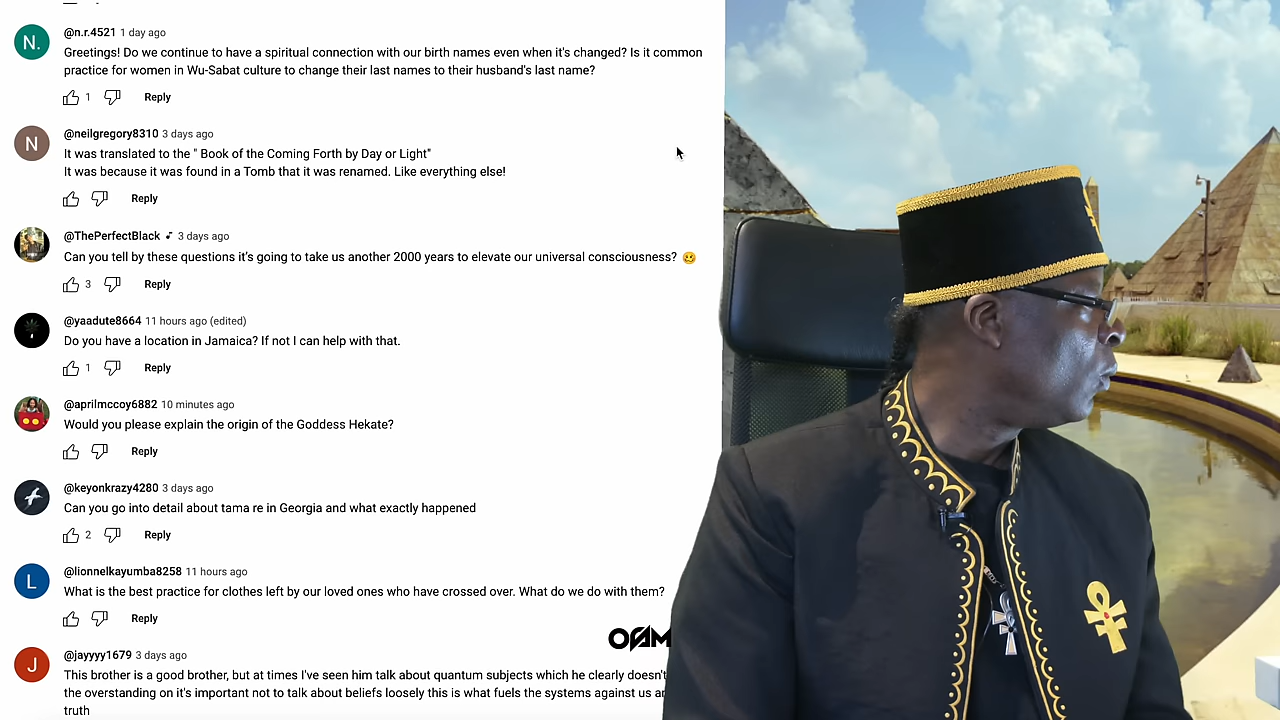 @n.r.4521 1 day ago
N.
Greetings! Do we continue to have a spiritual connection with our birth names even when it's changed? Is it common
practice for women in Wu-Sabat culture to change their last names to their husband's last name?
1 Reply
@neilgregory8310 3 days ago
N
It was translated to the " Book of the Coming Forth by Day or Light"
It was because it was found in a Tomb that it was renamed. Like everything else!
Reply
@ThePerfectBlack 3 days ago
Can you tell by these questions it's going to take us another 2000 years to elevate our universal consciousness? 🥴
3 Reply
@yaadute8664 11 hours ago (edited)
Do you have a location in Jamaica? If not I can help with that.
1 Reply
@aprilmccoy6882 10 minutes ago
Would you please explain the origin of the Goddess Hekate?
Reply
@keyonkrazy4280 3 days ago
Can you go into detail about tama re in Georgia and what exactly happened
2 Reply
@lionnelkayumba8258 11 hours ago
L
What is the best practice for clothes left by our loved ones who have crossed over. What do we do with them?
Reply
@jayyyy1679 3 days ago
J
This brother is a good brother, but at times I've seen him talk about quantum subjects which he clearly doesn't
the overstanding on it's important not to talk about beliefs loosely this is what fuels the systems against us
truth